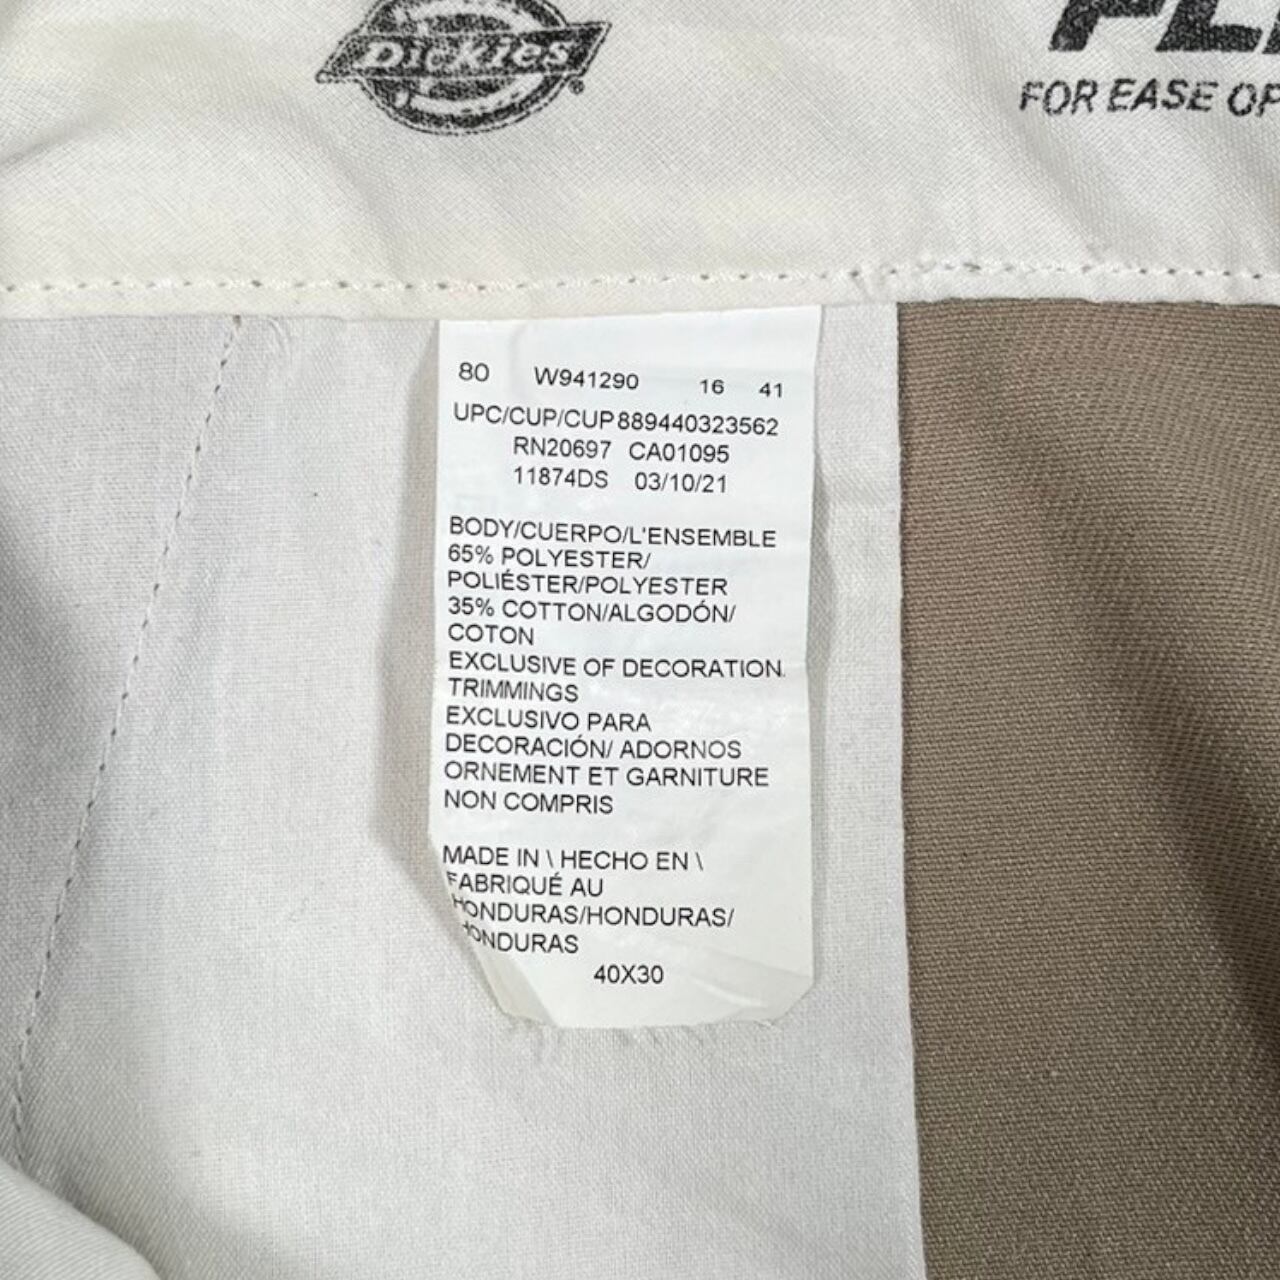 Dickies®
FOR EASE OF
80 W941290 16 41
UPC/CUP/CUP889440323562
RN20697 CA01095
11874DS 03/10/21
BODY/CUERPO/L'ENSEMBLE
65% POLYESTER/
POLIÉSTER/POLYESTER
35% COTTON/ALGODÓN/
COTON
EXCLUSIVE OF DECORATION
TRIMMINGS
EXCLUSIVO PARA
DECORACIÓN/ ADORNOS
ORNEMENT ET GARNITURE
NON COMPRIS
MADE IN \ HECHO EN \
FABRIQUÉ AU
HONDURAS/HONDURAS/
HONDURAS
40X30